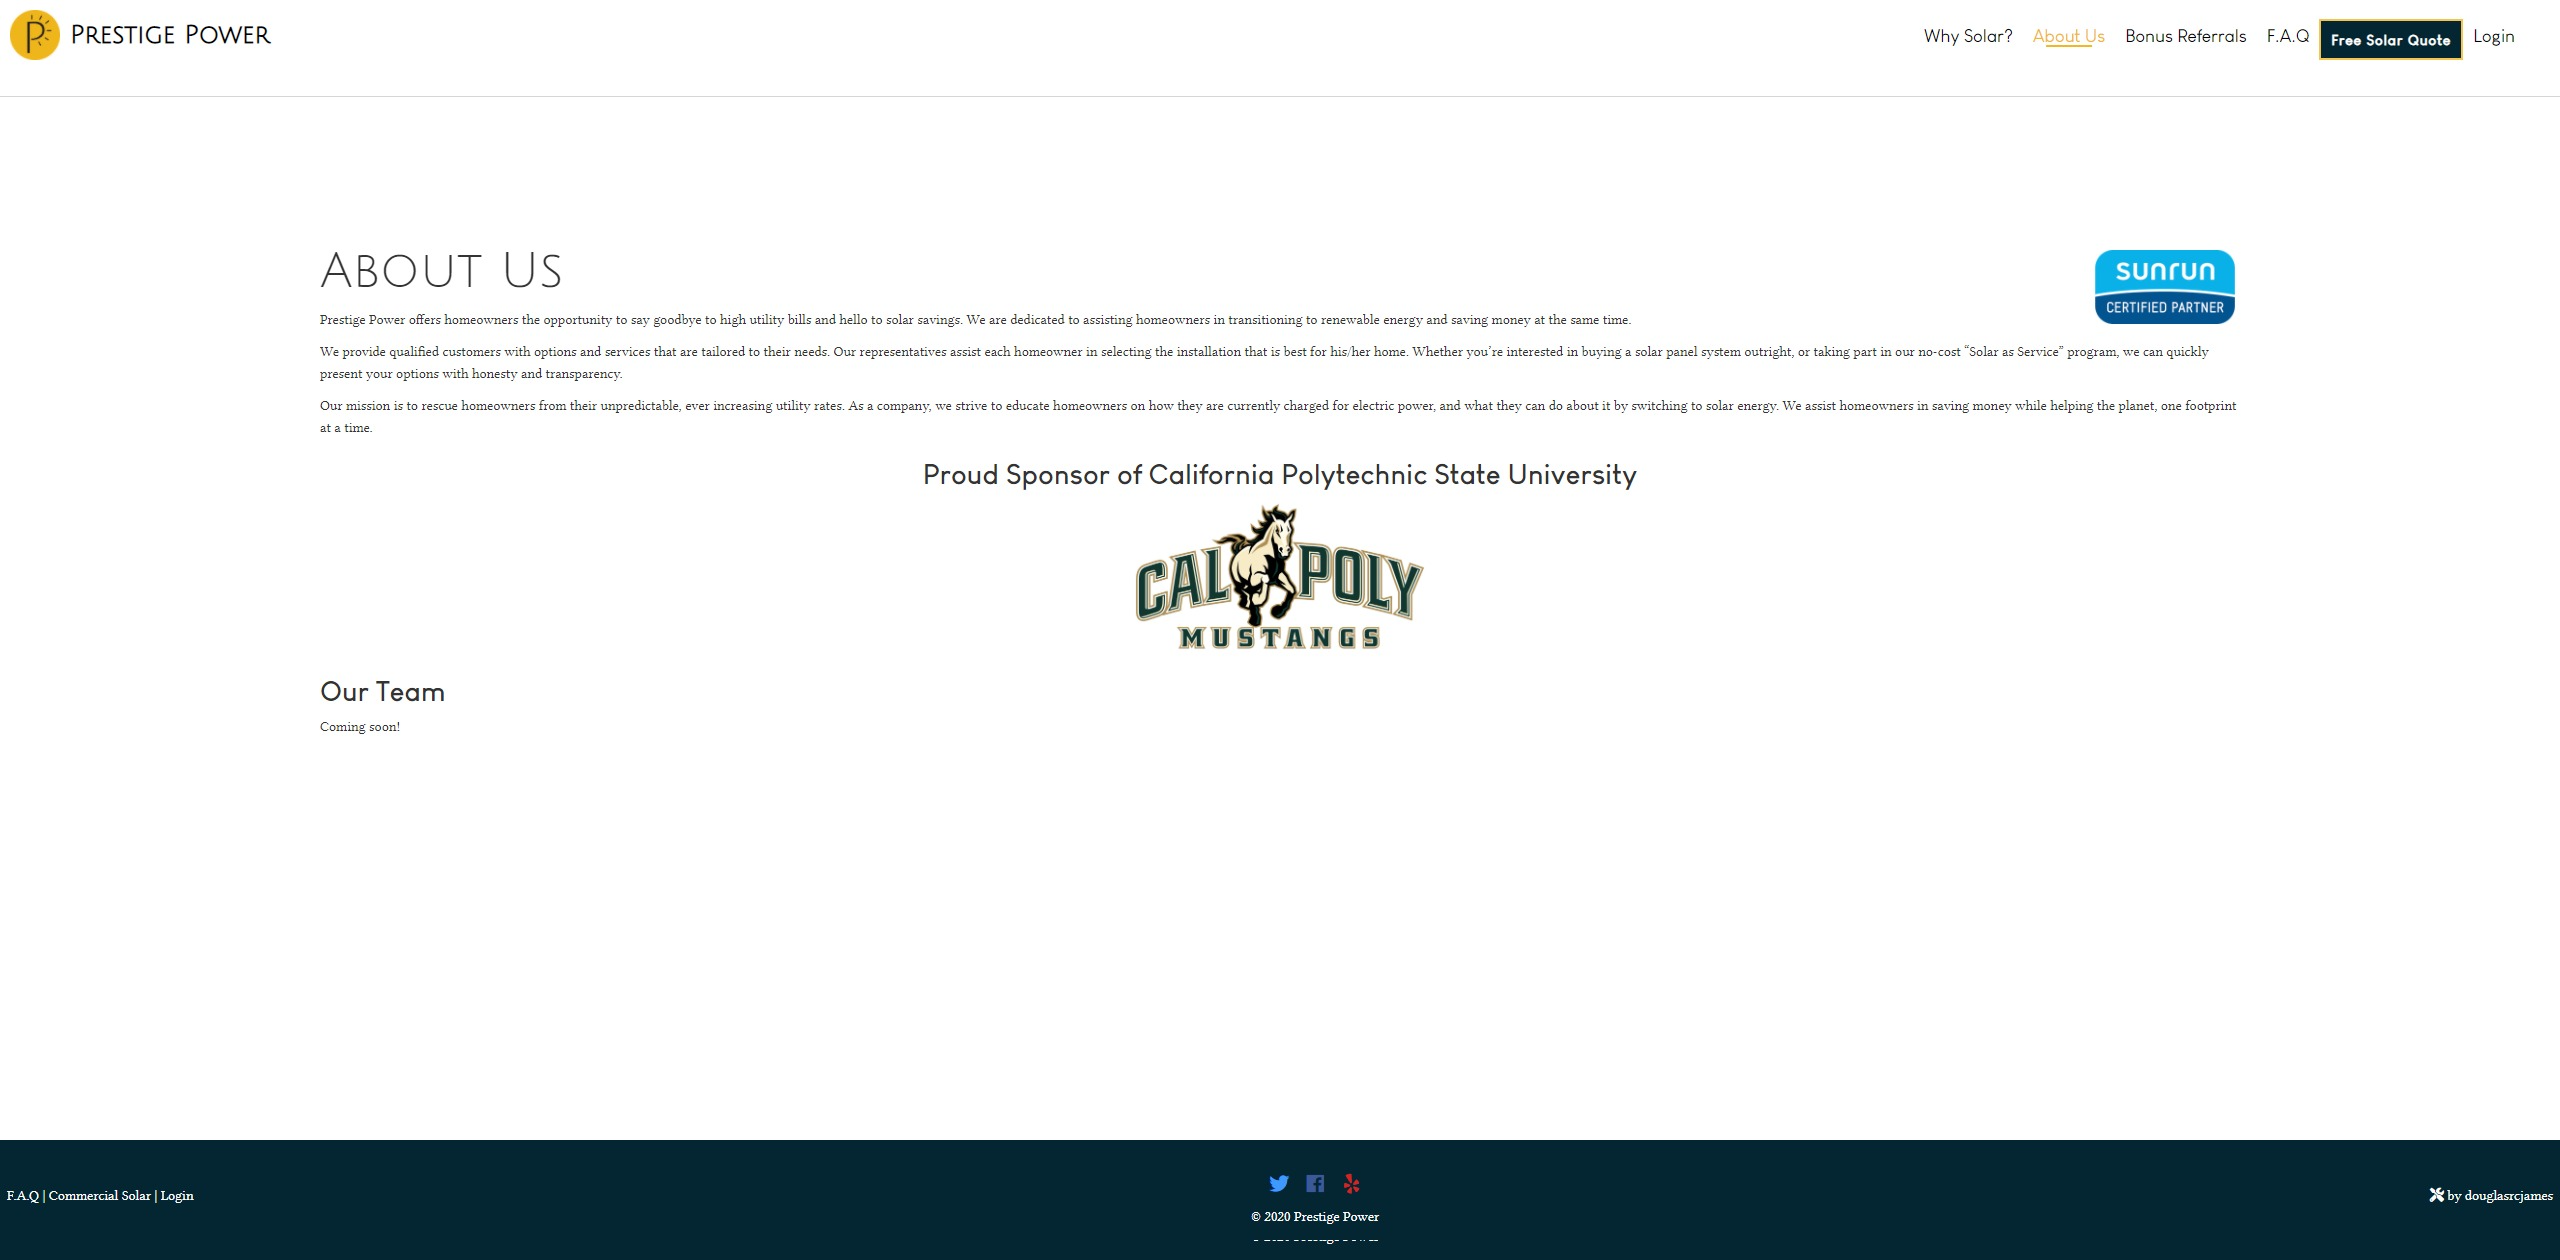 Prestige Power
Why Solar? About Us Bonus Referrals F.A.Q Free Solar Quote Login
About Us
sunrun
CERTIFIED PARTNER
Prestige Power offers homeowners the opportunity to say goodbye to high utility bills and hello to solar savings. We are dedicated to assisting homeowners in transitioning to renewable energy and saving money at the same time.
We provide qualified customers with options and services that are tailored to their needs. Our representatives assist each homeowner in selecting the installation that is best for his/her home. Whether you’re interested in buying a solar panel system outright, or taking part in our no-cost “Solar as Service” program, we can quickly
present your options with honesty and transparency.
Our mission is to rescue homeowners from their unpredictable, ever increasing utility rates. As a company, we strive to educate homeowners on how they are currently charged for electric power, and what they can do about it by switching to solar energy. We assist homeowners in saving money while helping the planet, one footprint
at a time.
Proud Sponsor of California Polytechnic State University
CAL POLY
MUSTANGS
Our Team
Coming soon!
F.A.Q | Commercial Solar | Login
© 2020 Prestige Power
by douglasrcjames